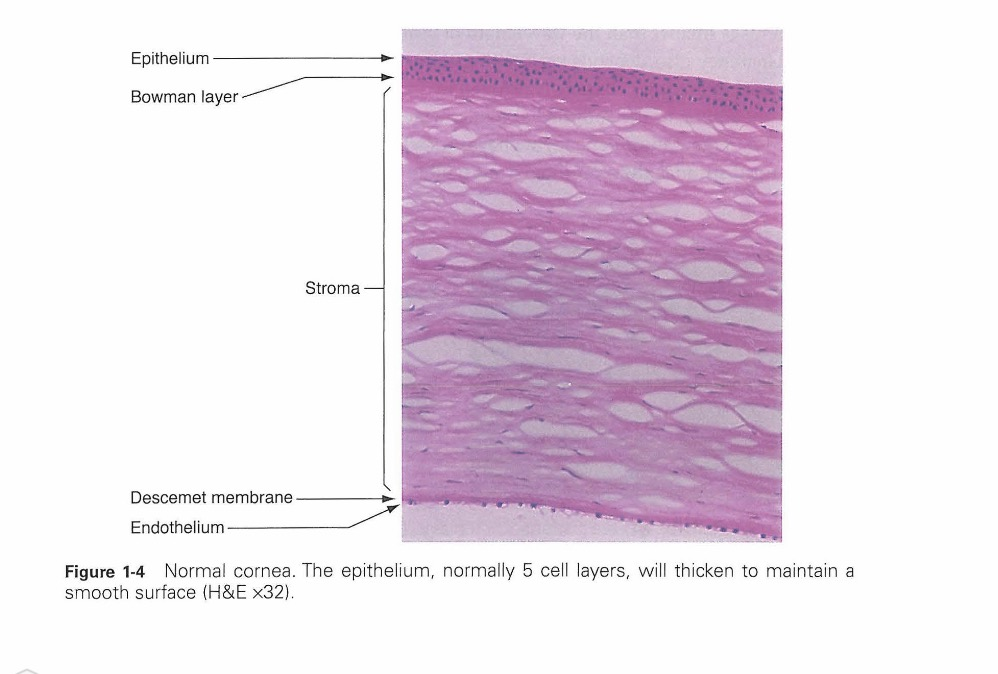 Epithelium
Bowman layer
Stroma
Descemet membrane
Endothelium
Figure 1-4 Normal cornea. The epithelium, normally 5 cell layers, will thicken to maintain a
smooth surface (H&E x32).